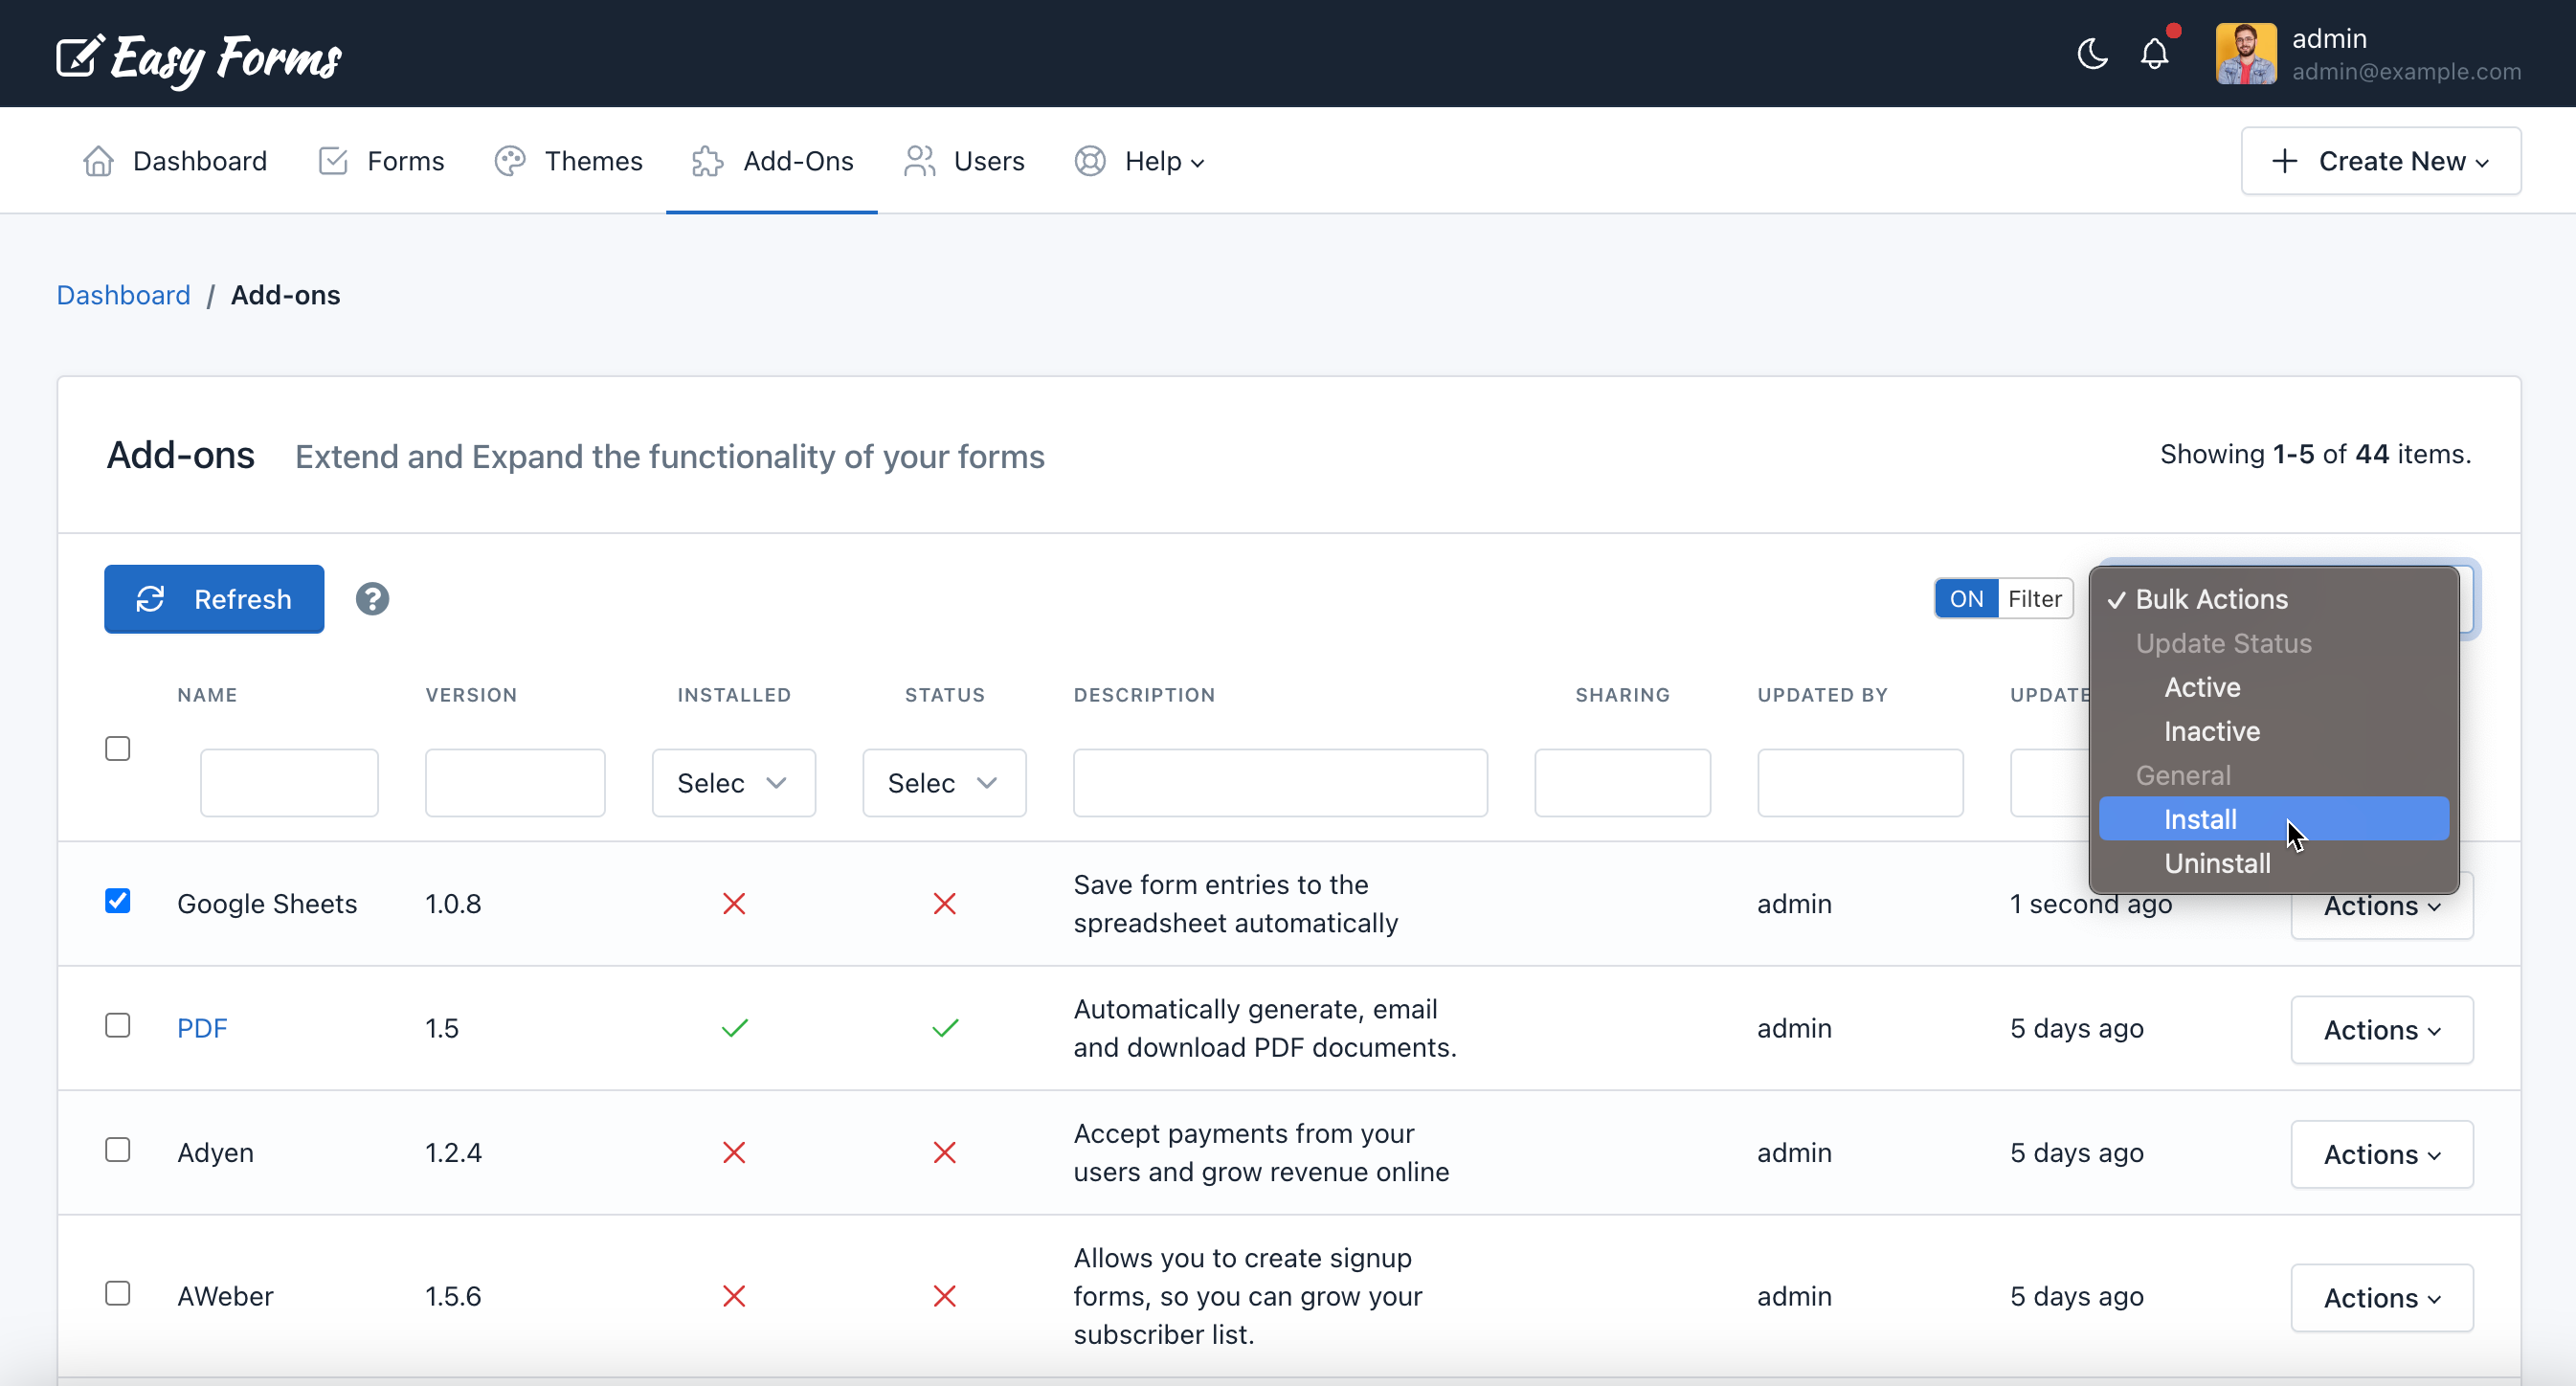 Easy Forms
admin
admin@example.com
Dashboard
Forms
Themes
Add-Ons
Users
Help
Create New
Dashboard / Add-ons
Add-ons Extend and Expand the functionality of your forms
Showing 1-5 of 44 items.
Refresh
?
ON Filter
Bulk Actions
Update Status
Active
Inactive
General
Install
Uninstall
NAME VERSION INSTALLED STATUS DESCRIPTION SHARING UPDATED BY UPDATE
Selec
Selec
Google Sheets 1.0.8
Save form entries to the
spreadsheet automatically
admin 1 second ago Actions
PDF 1.5
Automatically generate, email
and download PDF documents.
admin 5 days ago Actions
Adyen 1.2.4
Accept payments from your
users and grow revenue online
admin 5 days ago Actions
AWeber 1.5.6
Allows you to create signup
forms, so you can grow your
subscriber list.
admin 5 days ago Actions